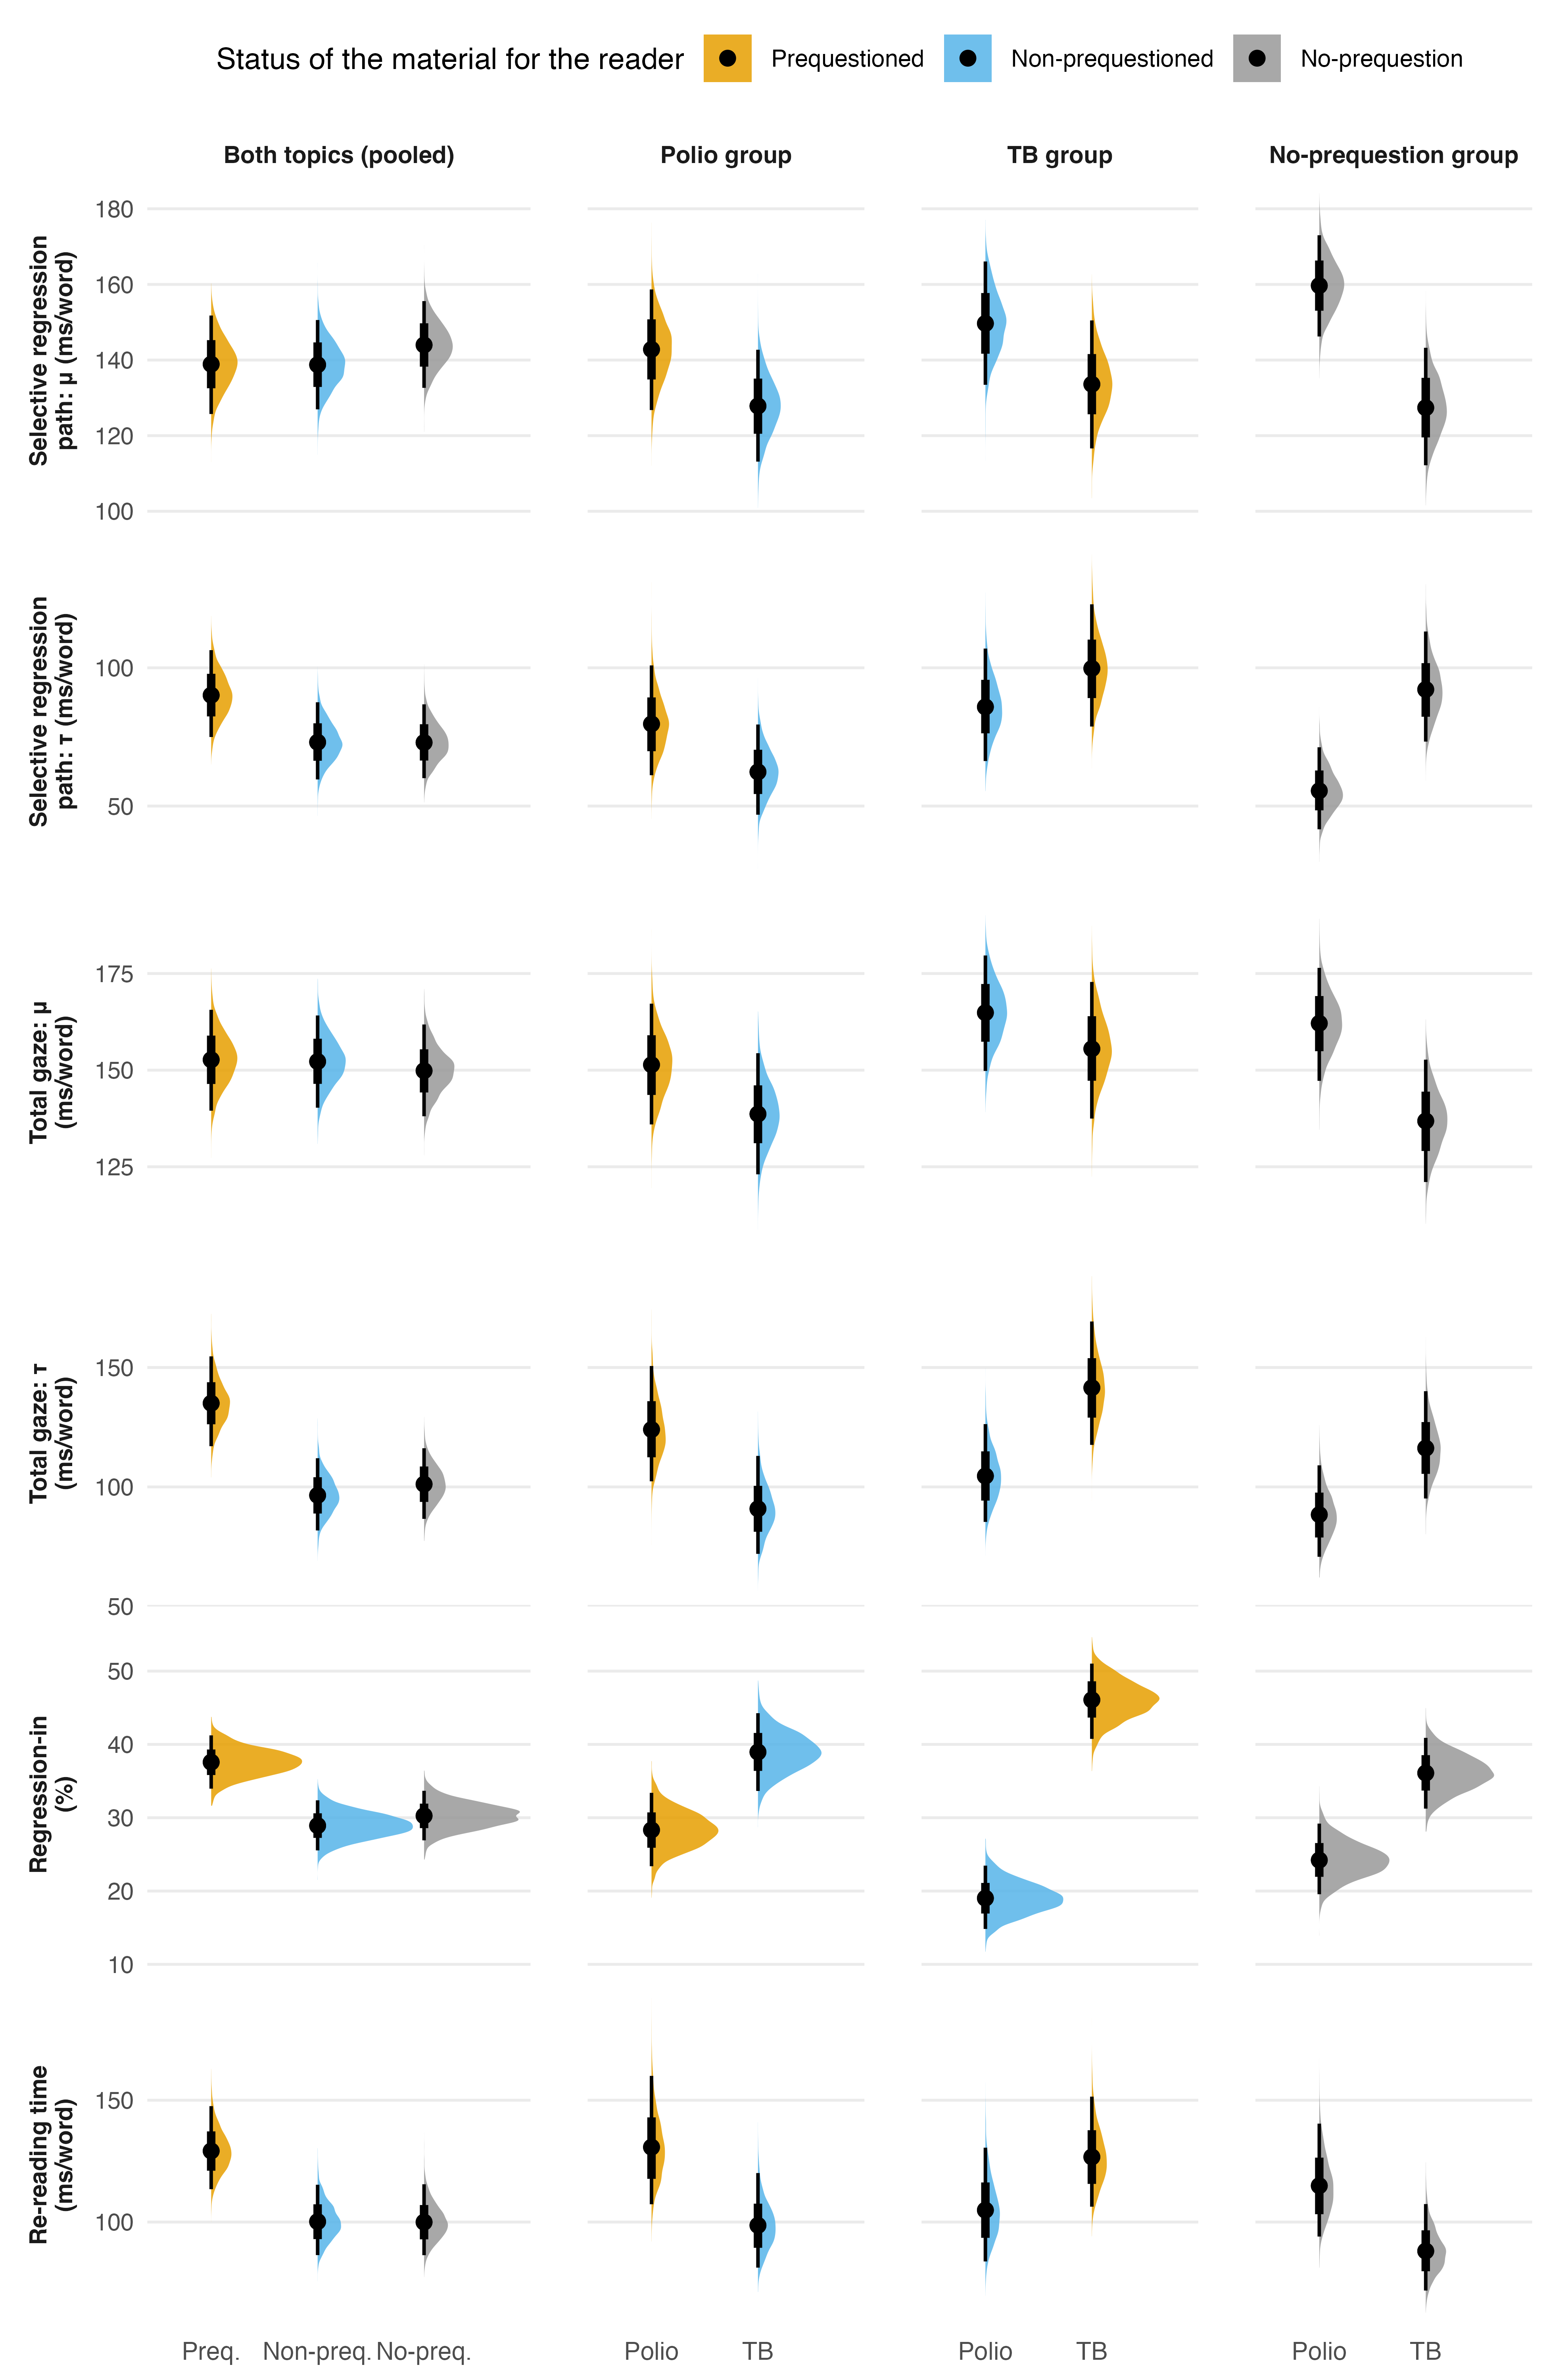 Status of the material for the reader Prequestioned Non-prequestioned No-prequestion
Both topics (pooled) Polio group TB group No-prequestion group
Selective regression
path: μ (ms/word)
180
160
140
120
100
Selective regression
path: τ (ms/word)
100
50
Total gaze: μ
(ms/word)
175
150
125
Total gaze: τ
(ms/word)
150
100
50
Regression-in
(%)
50
40
30
20
10
Re-reading time
(ms/word)
150
100
Preq. Non-preq. No-preq. Polio TB Polio TB Polio TB